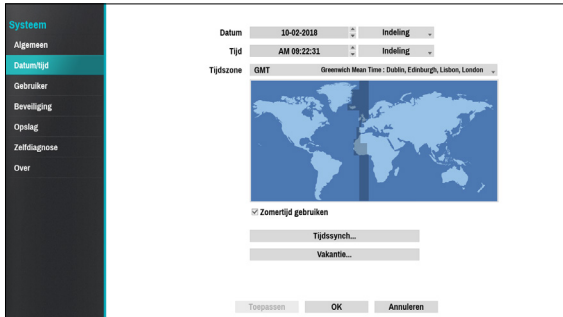 Systeem
Algemeen
Datum/tijd
Gebruiker
Beveiliging
Opslag
Zelfdiagnose
Over
Datum 10-02-2018 Indeling
Tijd AM 09:22:31 Indeling
Tijdszone GMT Greenwich Mean Time : Dublin, Edinburgh, Lisbon, London
Zomertijd gebruiken
Tijdssynch...
Vakantie...
Toepassen OK Annuleren